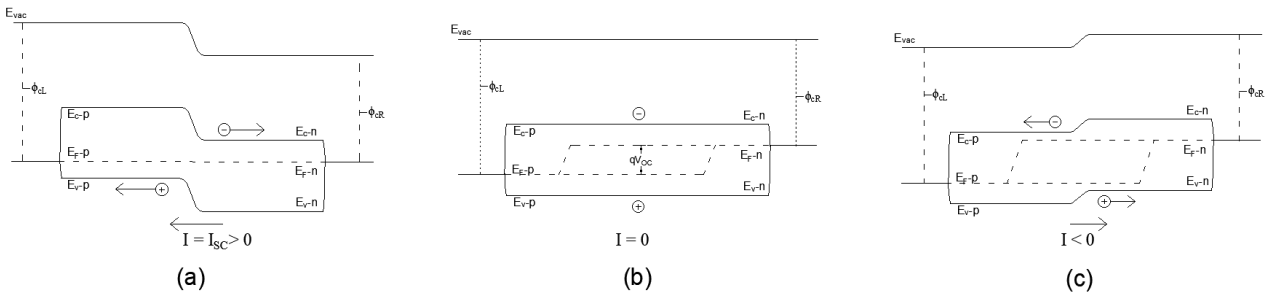 Evac
ϕcL
ϕcR
Ec-p
EF-p
Ev-p
Ec-n
EF-n
Ev-n
−
+
I = ISC > 0
(a)
Evac
ϕcL
ϕcR
Ec-p
EF-p
Ev-p
qVOC
Ec-n
EF-n
Ev-n
−
+
I = 0
(b)
Evac
ϕcL
ϕcR
Ec-p
EF-p
Ev-p
Ec-n
EF-n
Ev-n
−
+
I < 0
(c)